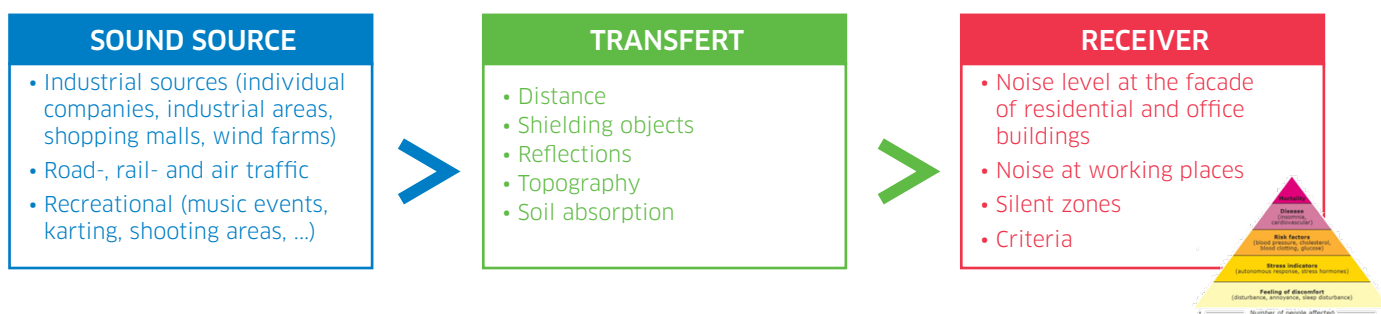 SOUND SOURCE
• Industrial sources (individual
companies, industrial areas,
shopping malls, wind farms)
• Road-, rail- and air traffic
• Recreational (music events,
karting, shooting areas, ...)
TRANSFERT
• Distance
• Shielding objects
• Reflections
• Topography
• Soil absorption
RECEIVER
• Noise level at the facade
of residential and office
buildings
• Noise at working places
• Silent zones
• Criteria
Mortality
Disease
(insomnia,
cardiovascular)
Risk factors
(blood pressure, cholesterol,
blood clotting, glucose)
Stress indicators
(autonomous response, stress hormones)
Feeling of discomfort
(disturbance, annoyance, sleep disturbance)
Number of people affected